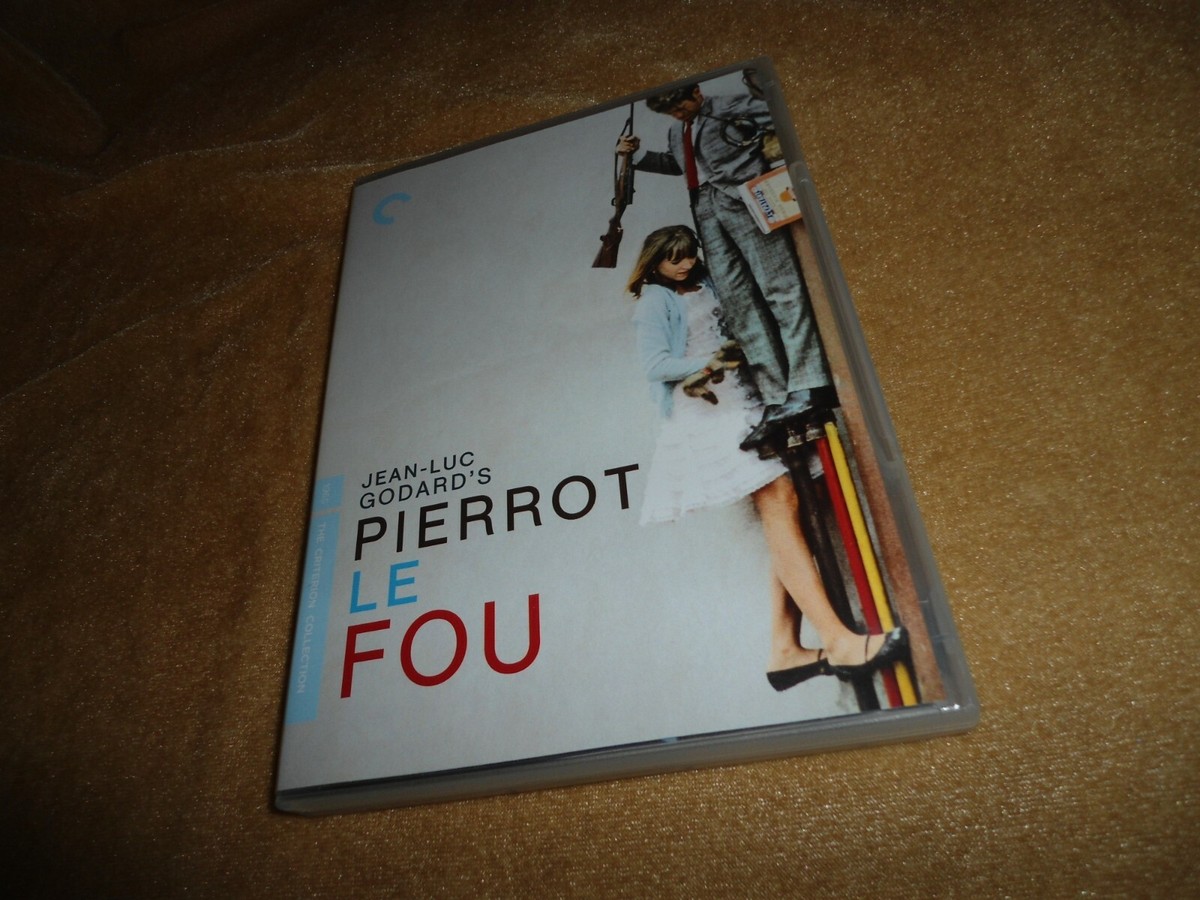 JEAN-LUC
GODARD'S
PIERROT
LE
FOU
THE CRITERION COLLECTION